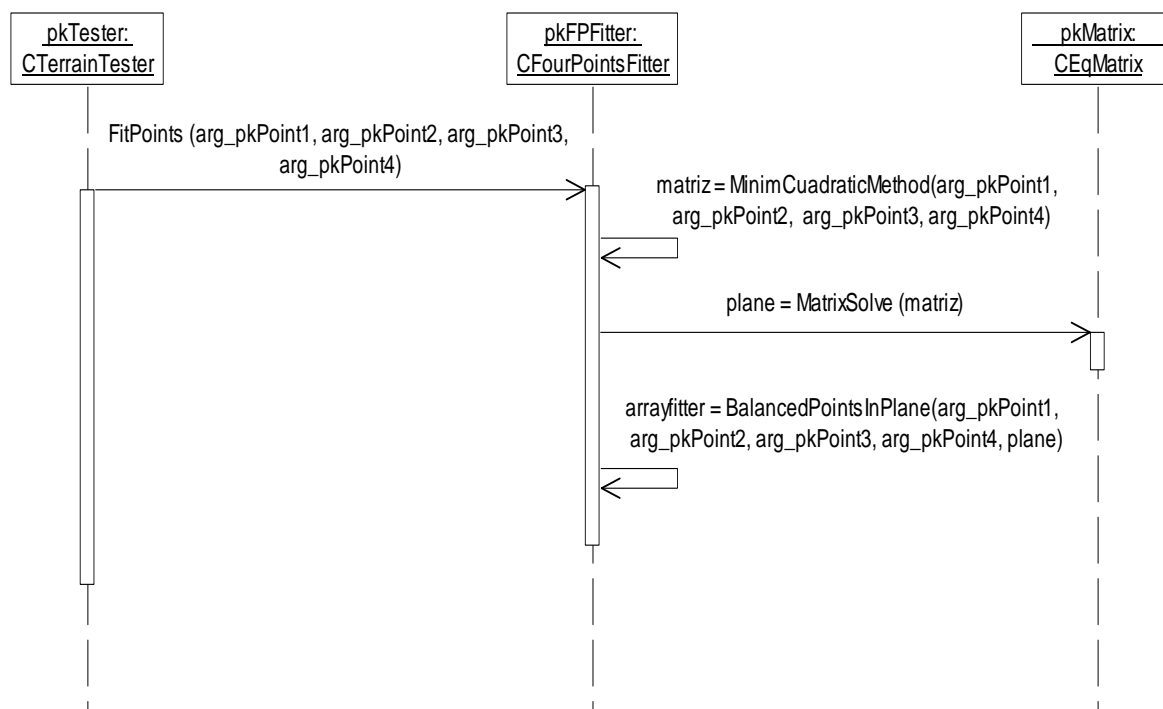 pkTester:
CTerrainTester
pkFPFitter:
CFourPointsFitter
pkMatrix:
CEqMatrix
FitPoints (arg_pkPoint1, arg_pkPoint2, arg_pkPoint3,
arg_pkPoint4)
matriz = MinimCuadraticMethod(arg_pkPoint1,
arg_pkPoint2, arg_pkPoint3, arg_pkPoint4)
plane = MatrixSolve (matriz)
arrayfitter = BalancedPointsInPlane(arg_pkPoint1,
arg_pkPoint2, arg_pkPoint3, arg_pkPoint4, plane)